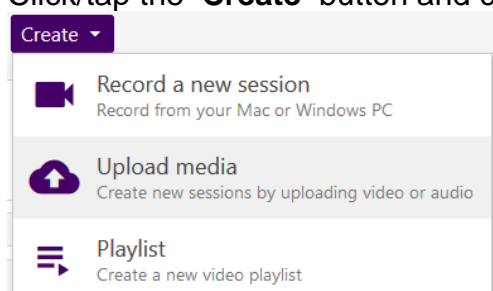 Click/tap the "Create" button and
Create
Record a new session
Record from your Mac or Windows PC
Upload media
Create new sessions by uploading video or audio
Playlist
Create a new video playlist